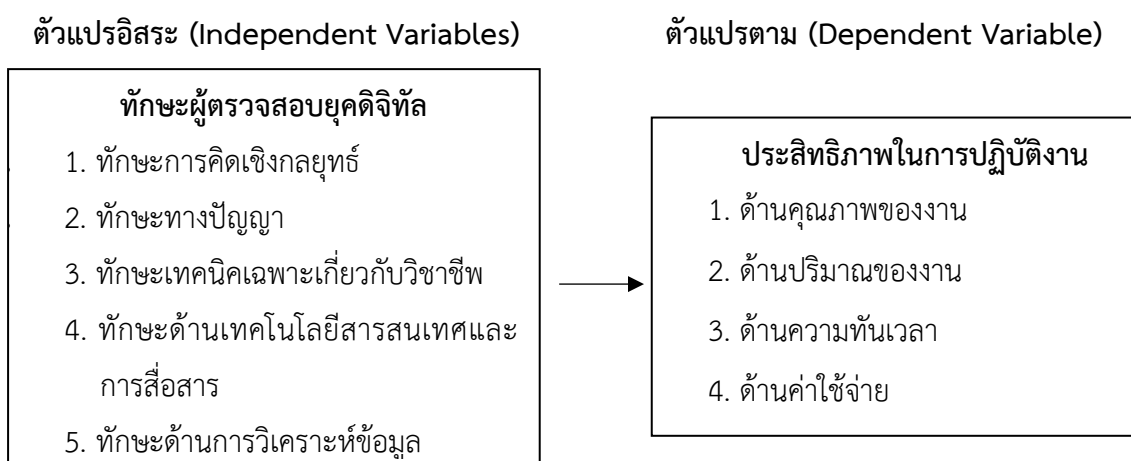 ตัวแปรอิสระ (Independent Variables)
ทักษะผู้ตรวจสอบยุคดิจิทัล
1. ทักษะการคิดเชิงกลยุทธ์
2. ทักษะทางปัญญา
3. ทักษะเทคนิคเฉพาะเกี่ยวกับวิชาชีพ
4. ทักษะด้านเทคโนโลยีสารสนเทศและ
การสื่อสาร
5. ทักษะด้านการวิเคราะห์ข้อมูล
ตัวแปรตาม (Dependent Variable)
ประสิทธิภาพในการปฏิบัติงาน
1. ด้านคุณภาพของงาน
2. ด้านปริมาณของงาน
3. ด้านความทันเวลา
4. ด้านค่าใช้จ่าย